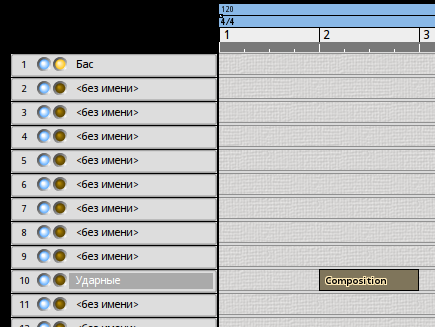 120
4/4
1 2 3
1 Бас
2 <без имени>
3 <без имени>
4 <без имени>
5 <без имени>
6 <без имени>
7 <без имени>
8 <без имени>
9 <без имени>
10 Ударные Composition
11 <без имени>